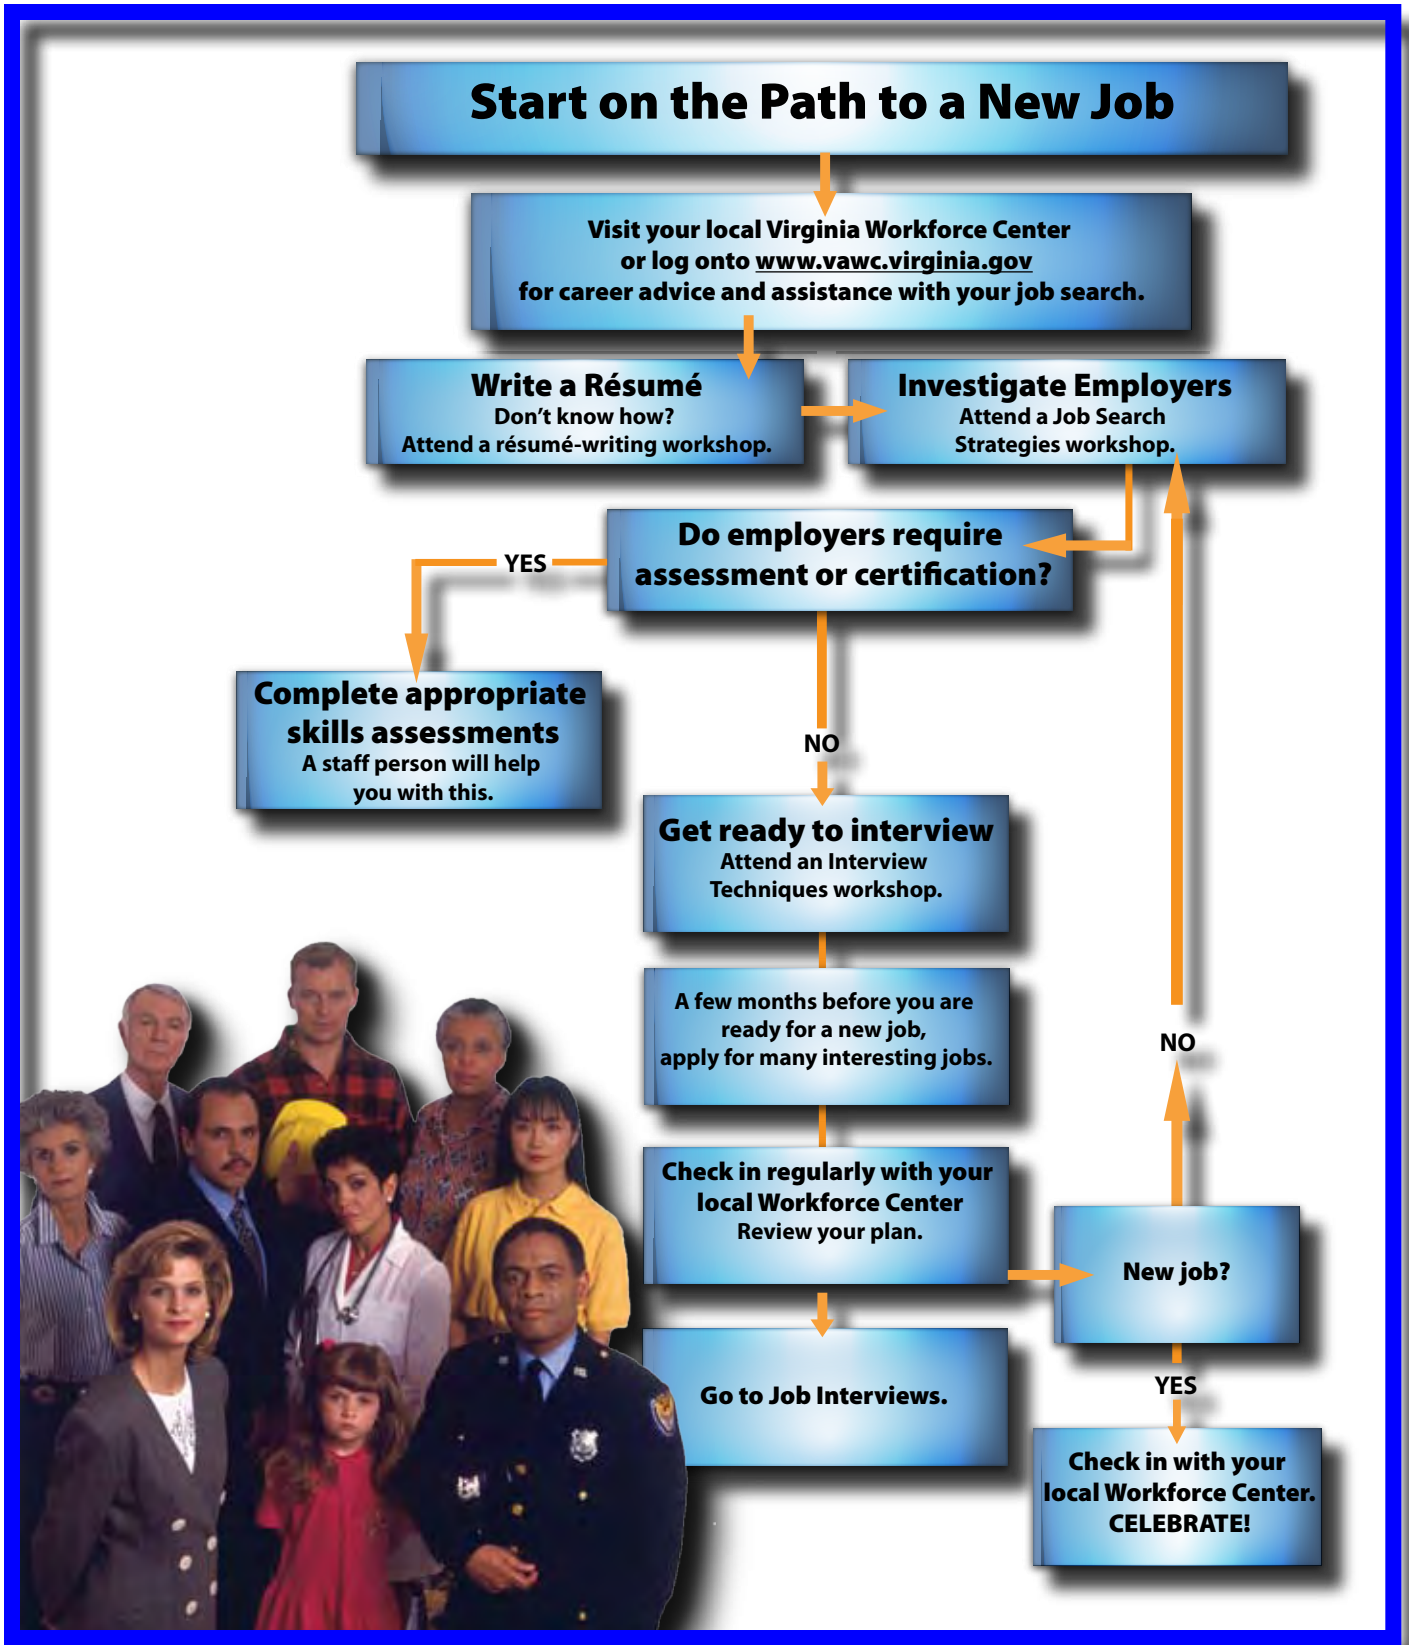 Start on the Path to a New Job
Visit your local Virginia Workforce Center
or log onto www.vawc.virginia.gov
for career advice and assistance with your job search.
Write a Résumé
Don't know how?
Attend a résumé-writing workshop.
Investigate Employers
Attend a Job Search
Strategies workshop.
Do employers require
assessment or certification?
YES
Complete appropriate
skills assessments
A staff person will help
you with this.
NO
Get ready to interview
Attend an Interview
Techniques workshop.
A few months before you are
ready for a new job,
apply for many interesting jobs.
Check in regularly with your
local Workforce Center
Review your plan.
Go to Job Interviews.
NO
New job?
YES
Check in with your
local Workforce Center.
CELEBRATE!